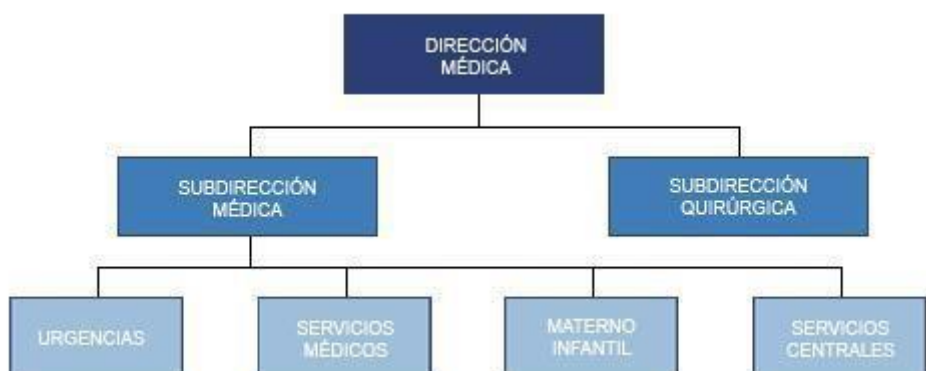 DIRECCIÓN
MÉDICA
SUBDIRECCIÓN
MÉDICA
SUBDIRECCIÓN
QUIRÚRGICA
URGENCIAS
SERVICIOS
MÉDICOS
MATERNO
INFANTIL
SERVICIOS
CENTRALES